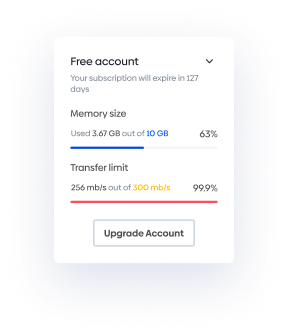 Free account
Your subscription will expire in 127
days
Memory size
Used 3.67 GB out of 10 GB 63%
Transfer limit
256 mb/s out of 300 mb/s 99.9%
Upgrade Account